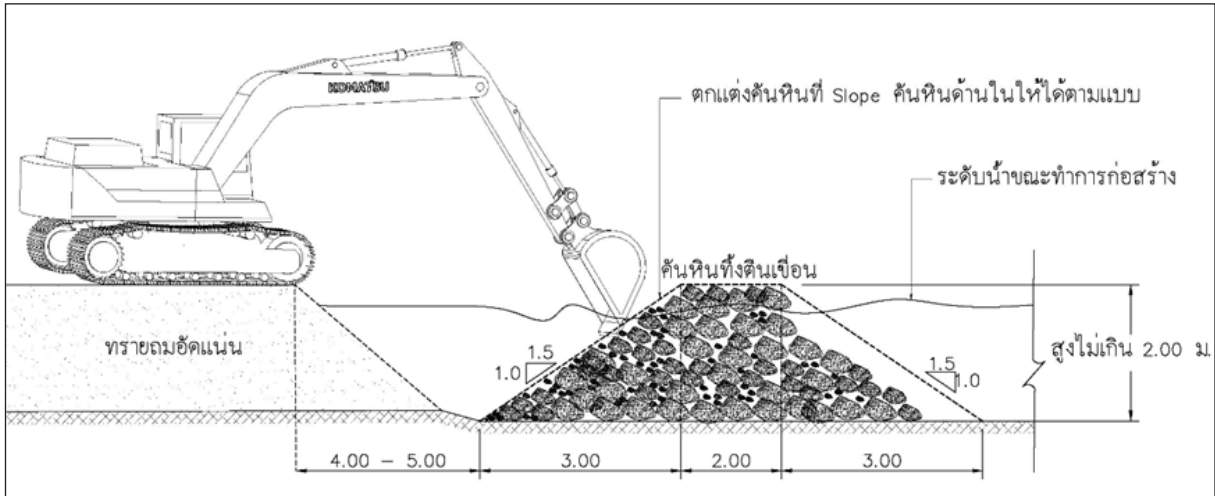 KOMATSU
ตกแต่งคันหินที่ Slope คันหินด้านในให้ได้ตามแบบ
ระดับน้ำขณะทำการก่อสร้าง
คันหินทิ้งตีนเขื่อน
ทรายถมอัดแน่น
1.5
1.0
1.5
1.0
สูงไม่เกิน 2.00 ม.
4.00 - 5.00
3.00
2.00
3.00